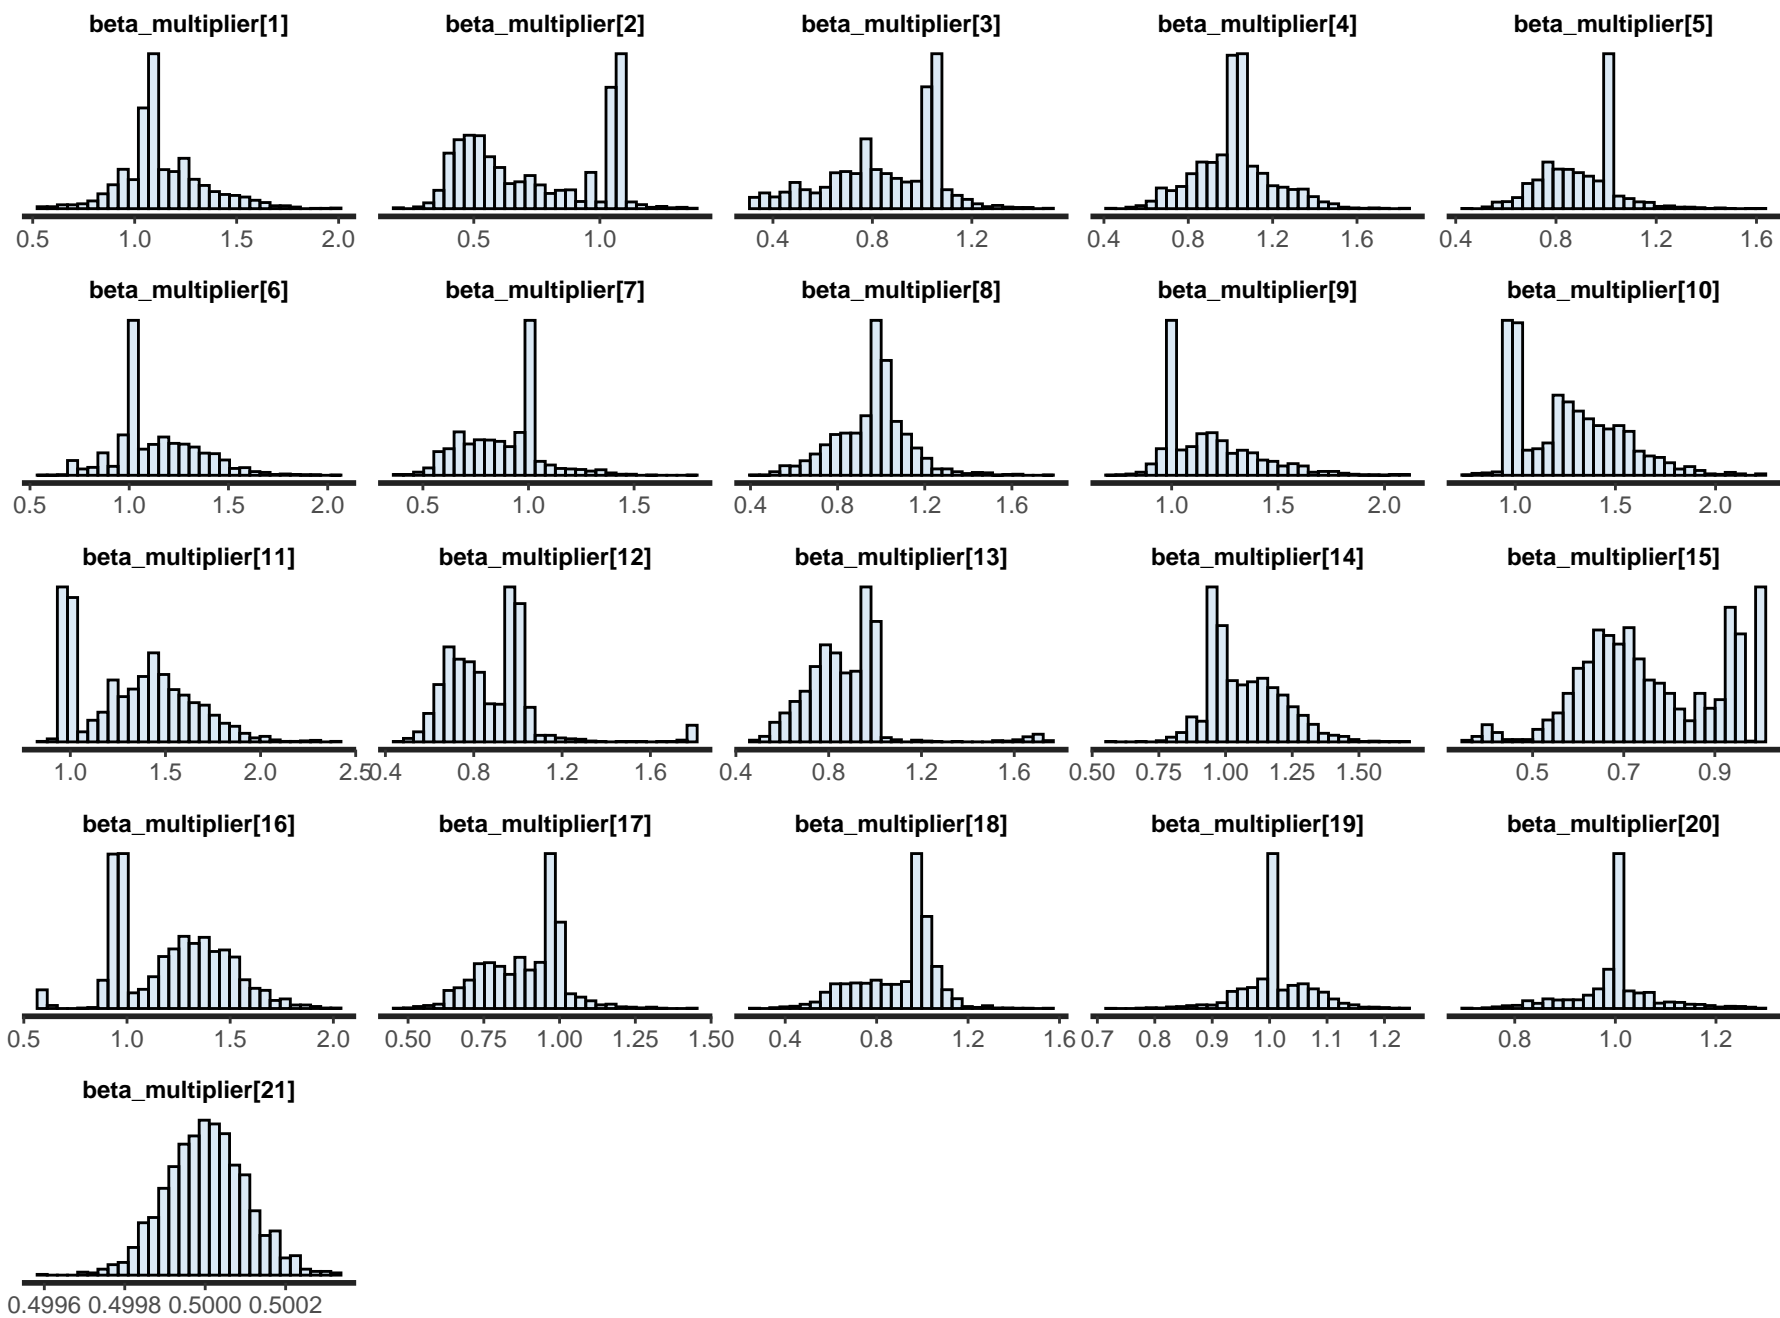 beta_multiplier[1] beta_multiplier[2] beta_multiplier[3] beta_multiplier[4] beta_multiplier[5]
0.5 1.0 1.5 2.0 0.5 1.0 0.4 0.8 1.2 0.4 0.8 1.2 1.6 0.4 0.8 1.2 1.6
beta_multiplier[6] beta_multiplier[7] beta_multiplier[8] beta_multiplier[9] beta_multiplier[10]
0.5 1.0 1.5 2.0 0.5 1.0 1.5 0.4 0.8 1.2 1.6 1.0 1.5 2.0 1.0 1.5 2.0
beta_multiplier[11] beta_multiplier[12] beta_multiplier[13] beta_multiplier[14] beta_multiplier[15]
1.0 1.5 2.0 2.5 0.4 0.8 1.2 1.6 0.4 0.8 1.2 1.6 0.50 0.75 1.00 1.25 1.50 0.5 0.7 0.9
beta_multiplier[16] beta_multiplier[17] beta_multiplier[18] beta_multiplier[19] beta_multiplier[20]
0.5 1.0 1.5 2.0 0.50 0.75 1.00 1.25 1.50 0.4 0.8 1.2 1.6 0.7 0.8 0.9 1.0 1.1 1.2 0.8 1.0 1.2
beta_multiplier[21]
0.4996 0.4998 0.5000 0.5002